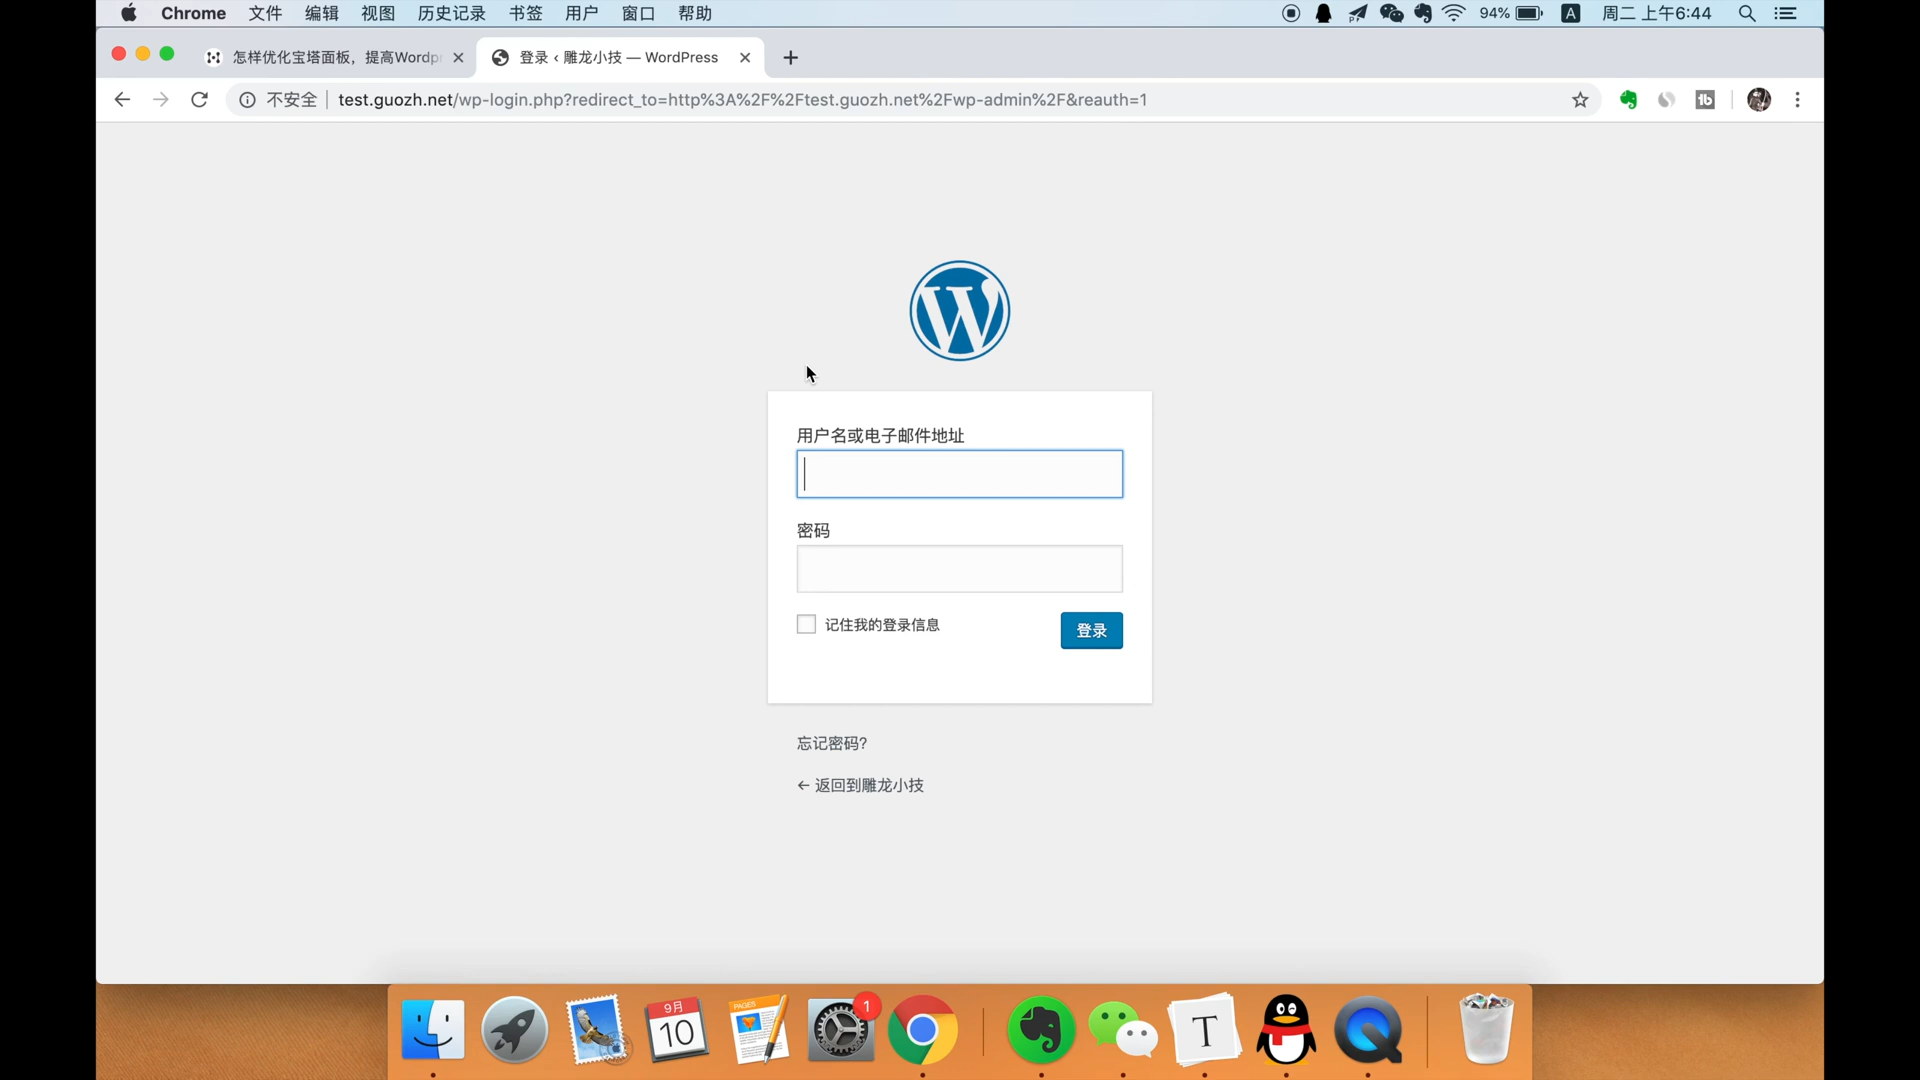 Chrome 文件 编辑 视图 历史记录 书签 用户 窗口 帮助 94% A 周二 上午6:44
怎样优化宝塔面板，提高Wordpr 登录 ‹ 雕龙小技 — WordPress
不安全 test.guozh.net/wp-login.php?redirect_to=http%3A%2F%2Ftest.guozh.net%2Fwp-admin%2F&reauth=1
用户名或电子邮件地址
密码
记住我的登录信息 登录
忘记密码?
← 返回到雕龙小技
9月 PAGES 1
10 T